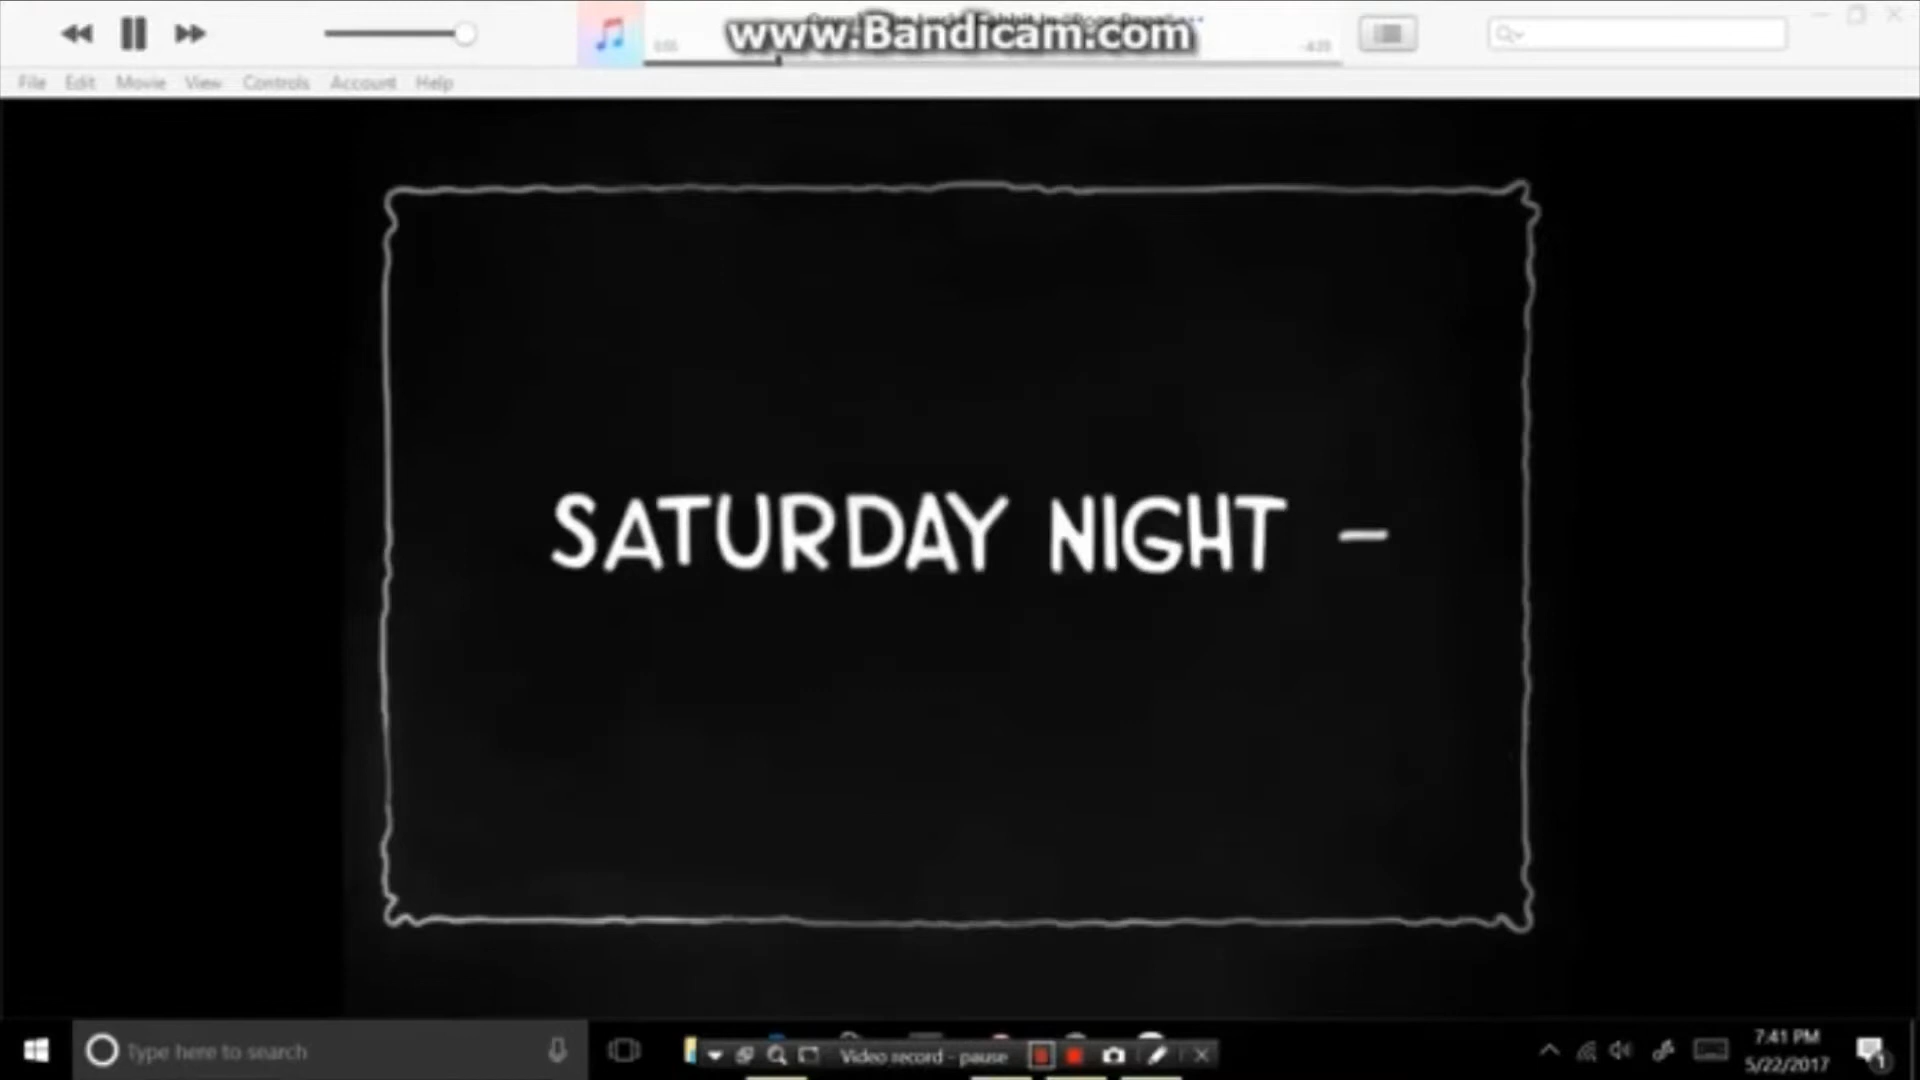 www.Bandicam.com
File Edit Movie View Controls Account Help
SATURDAY NIGHT –
Type here to search
Video record - pause
7:41 PM
5/22/2017
1